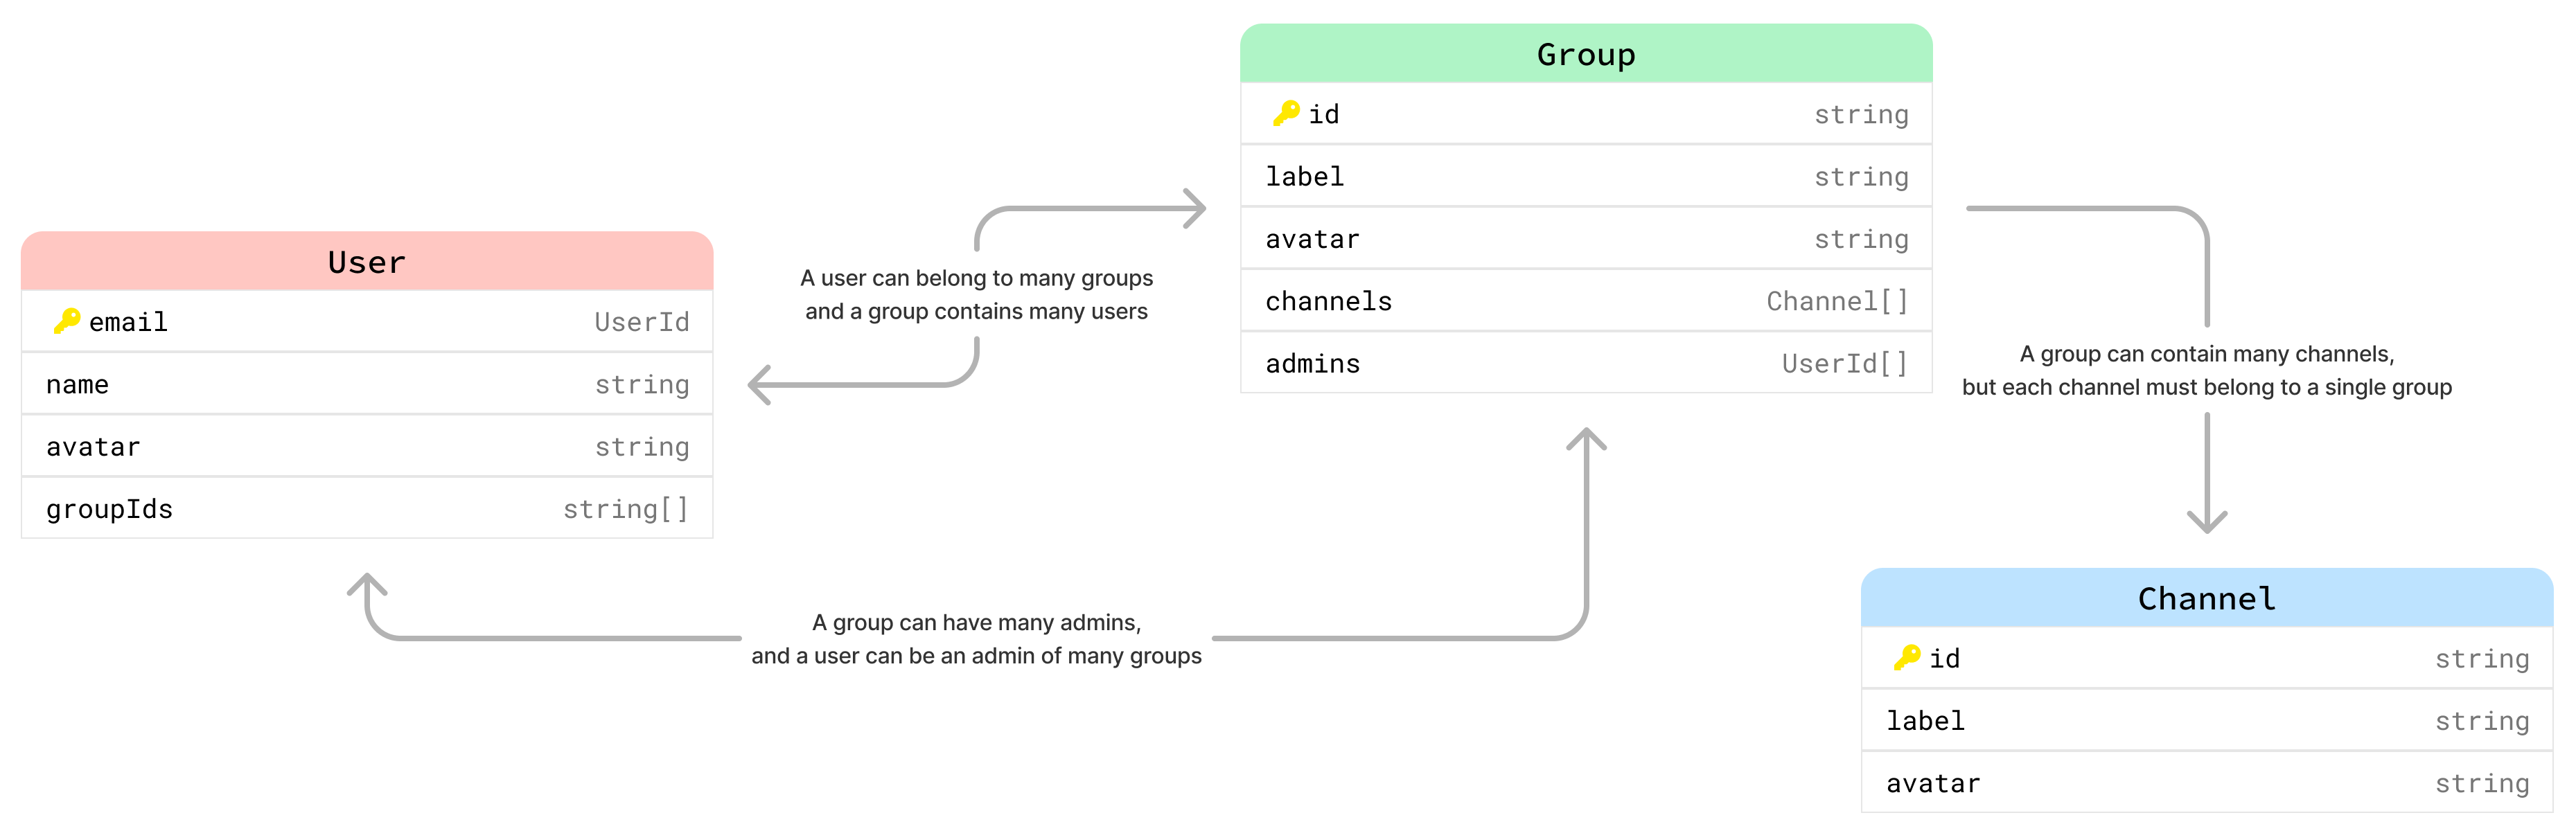 User
email UserId
name string
avatar string
groupIds string[]
A user can belong to many groups
and a group contains many users
Group
id string
label string
avatar string
channels Channel[]
admins UserId[]
A group can have many admins,
and a user can be an admin of many groups
A group can contain many channels,
but each channel must belong to a single group
Channel
id string
label string
avatar string